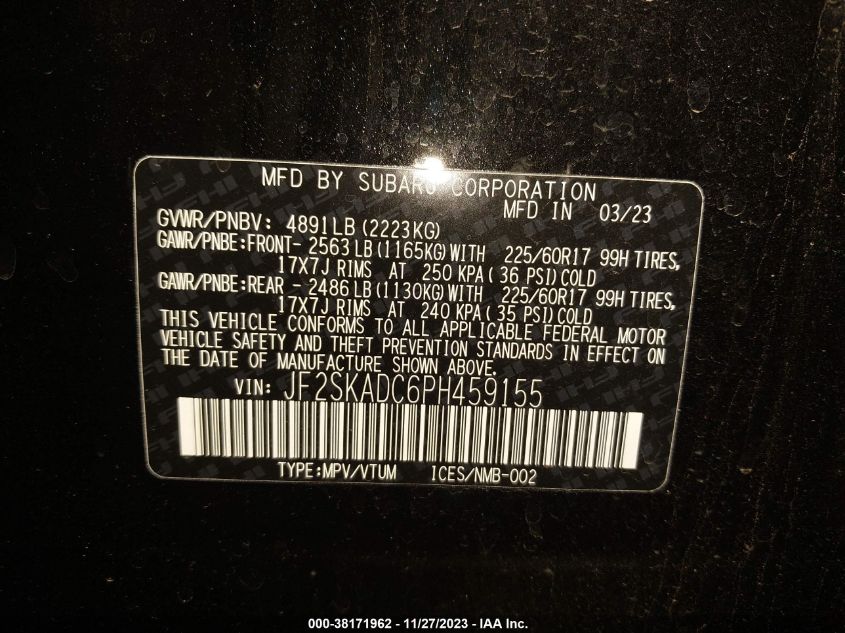 MFD BY SUBARU CORPORATION
MFD IN 03/23
GVWR/PNBV: 4891LB (2223KG)
GAWR/PNBE:FRONT- 2563LB (1165KG) WITH 225/60R17 99H TIRES,
17X7J RIMS AT 250 KPA ( 36 PSI) COLD
GAWR/PNBE:REAR - 2486LB (1130KG) WITH 225/60R17 99H TIRES,
17X7J RIMS AT 240 KPA ( 35 PSI) COLD
THIS VEHICLE CONFORMS TO ALL APPLICABLE FEDERAL MOTOR
VEHICLE SAFETY AND THEFT PREVENTION STANDARDS IN EFFECT ON
THE DATE OF MANUFACTURE SHOWN ABOVE.
VIN: JF2SKADC6PH459155
TYPE:MPV/VTUM ICES/NMB-002
000-38171962 - 11/27/2023 - IAA Inc.